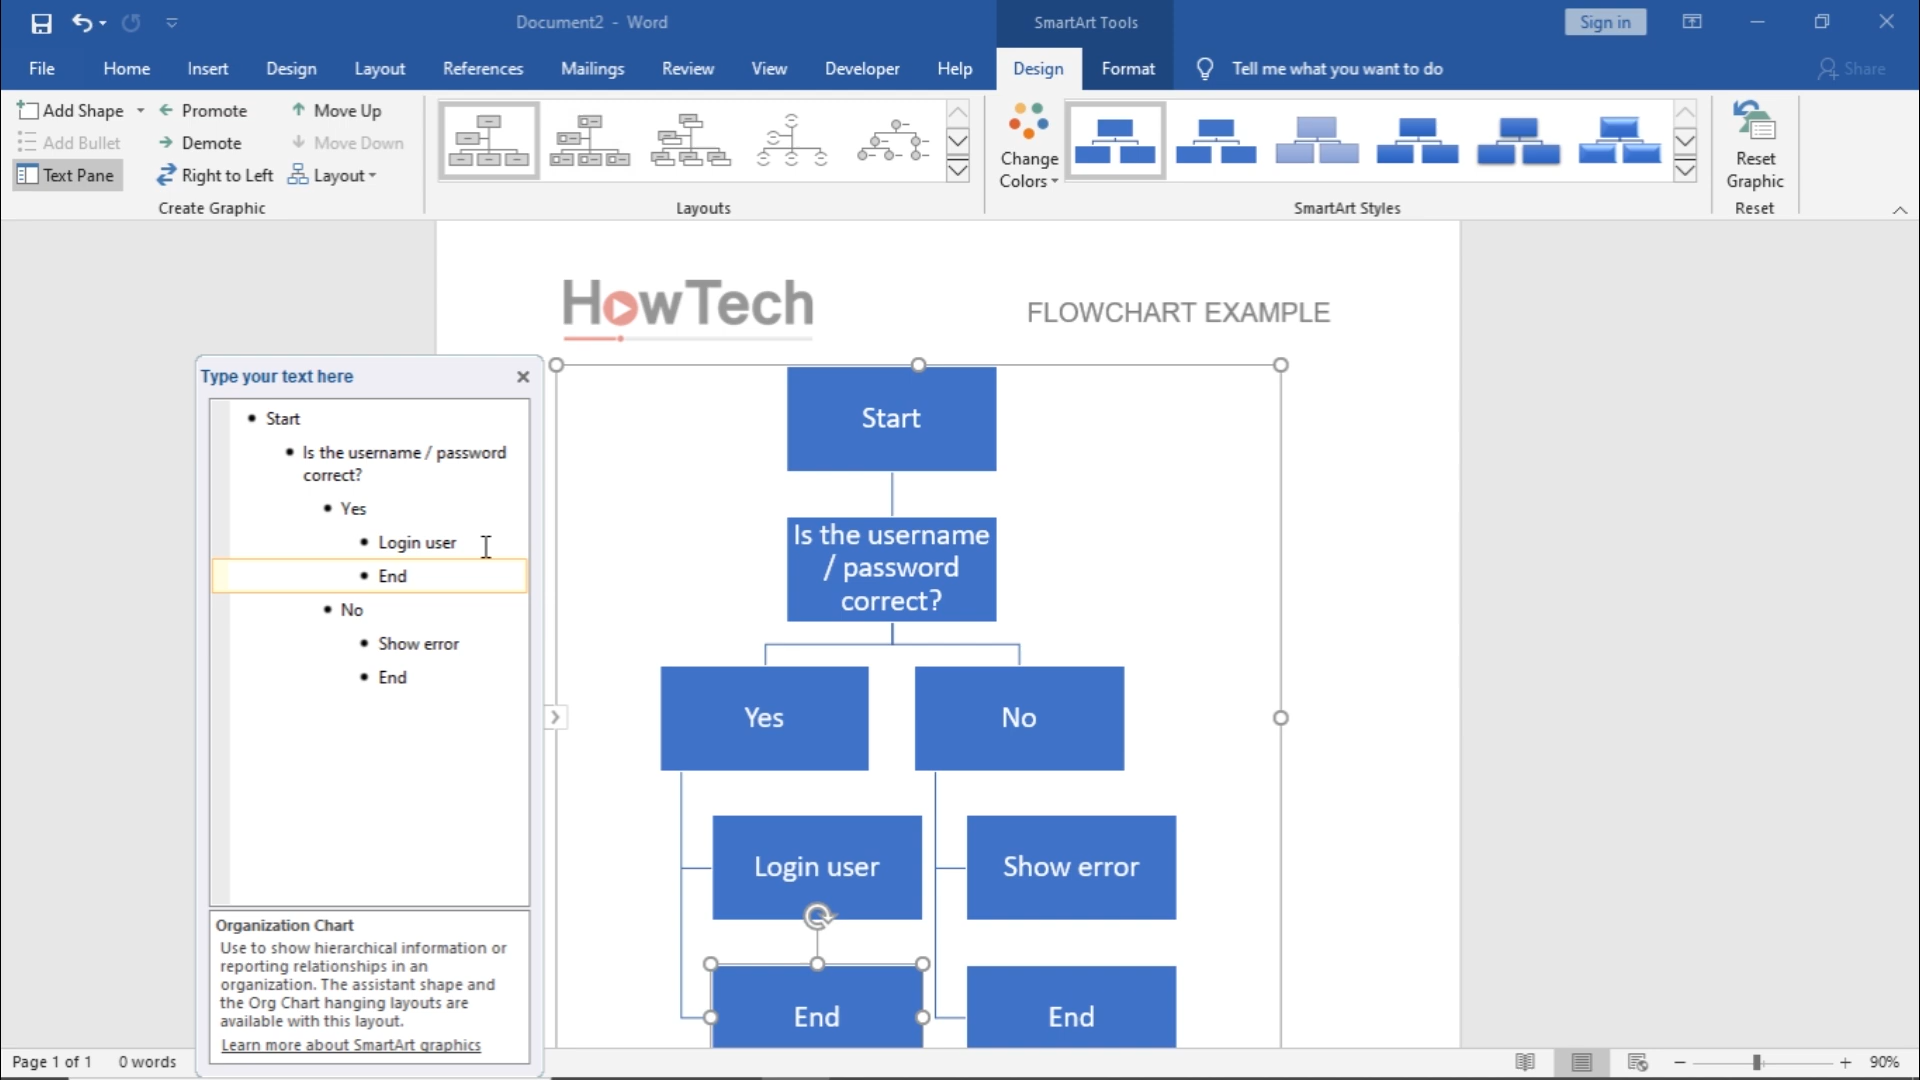 Document2 - Word
SmartArt Tools
Sign in
File
Home
Insert
Design
Layout
References
Mailings
Review
View
Developer
Help
Design
Format
Tell me what you want to do
Share
Add Shape
Promote
Move Up
Add Bullet
Demote
Move Down
Text Pane
Right to Left
Layout
Create Graphic
Layouts
Change
Colors
SmartArt Styles
Reset
Graphic
Reset
HowTech
FLOWCHART EXAMPLE
Type your text here
Start
Is the username / password
correct?
Yes
Login user
End
No
Show error
End
Organization Chart
Use to show hierarchical information or
reporting relationships in an
organization. The assistant shape and
the Org Chart hanging layouts are
available with this layout.
Learn more about SmartArt graphics
Start
Is the username
/ password
correct?
Yes
No
Login user
Show error
End
End
Page 1 of 1
0 words
90%